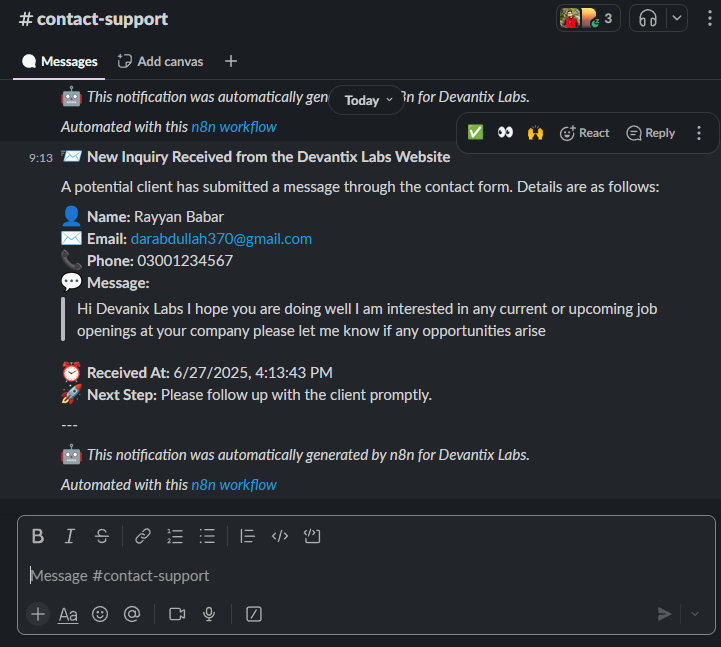 # contact-support
3
Messages
Add canvas
This notification was automatically gen
8n for Devantix Labs.
Today
Automated with this n8n workflow
React
Reply
9:13
New Inquiry Received from the Devantix Labs Website
A potential client has submitted a message through the contact form. Details are as follows:
Name: Rayyan Babar
Email: darabdullah370@gmail.com
Phone: 03001234567
Message:
Hi Devanix Labs I hope you are doing well I am interested in any current or upcoming job
openings at your company please let me know if any opportunities arise
Received At: 6/27/2025, 4:13:43 PM
Next Step: Please follow up with the client promptly.
---
This notification was automatically generated by n8n for Devantix Labs.
Automated with this n8n workflow
Message #contact-support
Aa